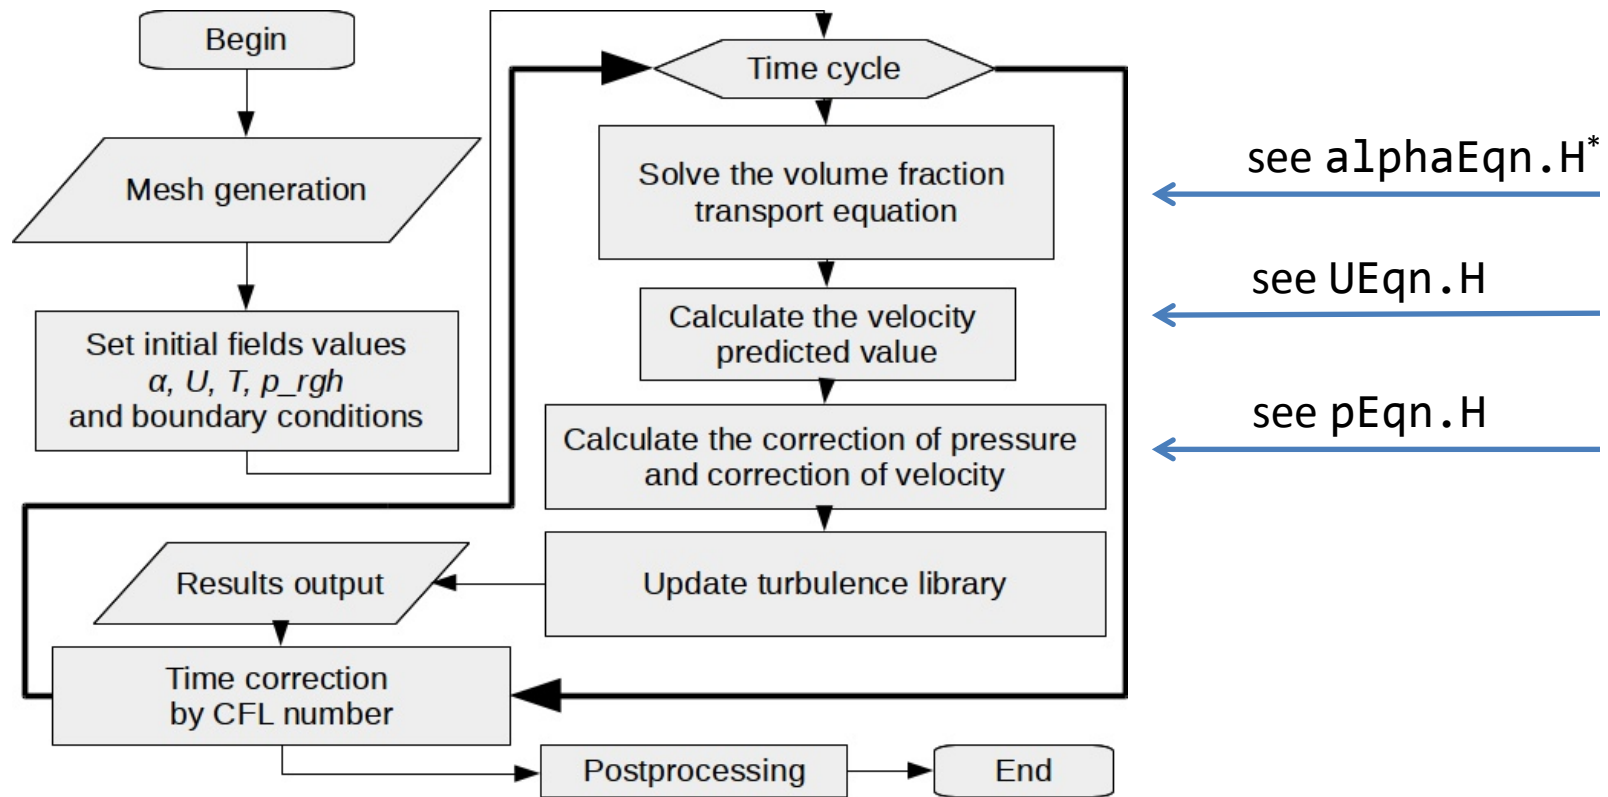 Begin
Mesh generation
Set initial fields values
α, U, T, p_rgh
and boundary conditions
Time cycle
Solve the volume fraction
transport equation
Calculate the velocity
predicted value
Calculate the correction of pressure
and correction of velocity
Update turbulence library
Results output
Time correction
by CFL number
Postprocessing
End
see alphaEqn.H*
see UEqn.H
see pEqn.H